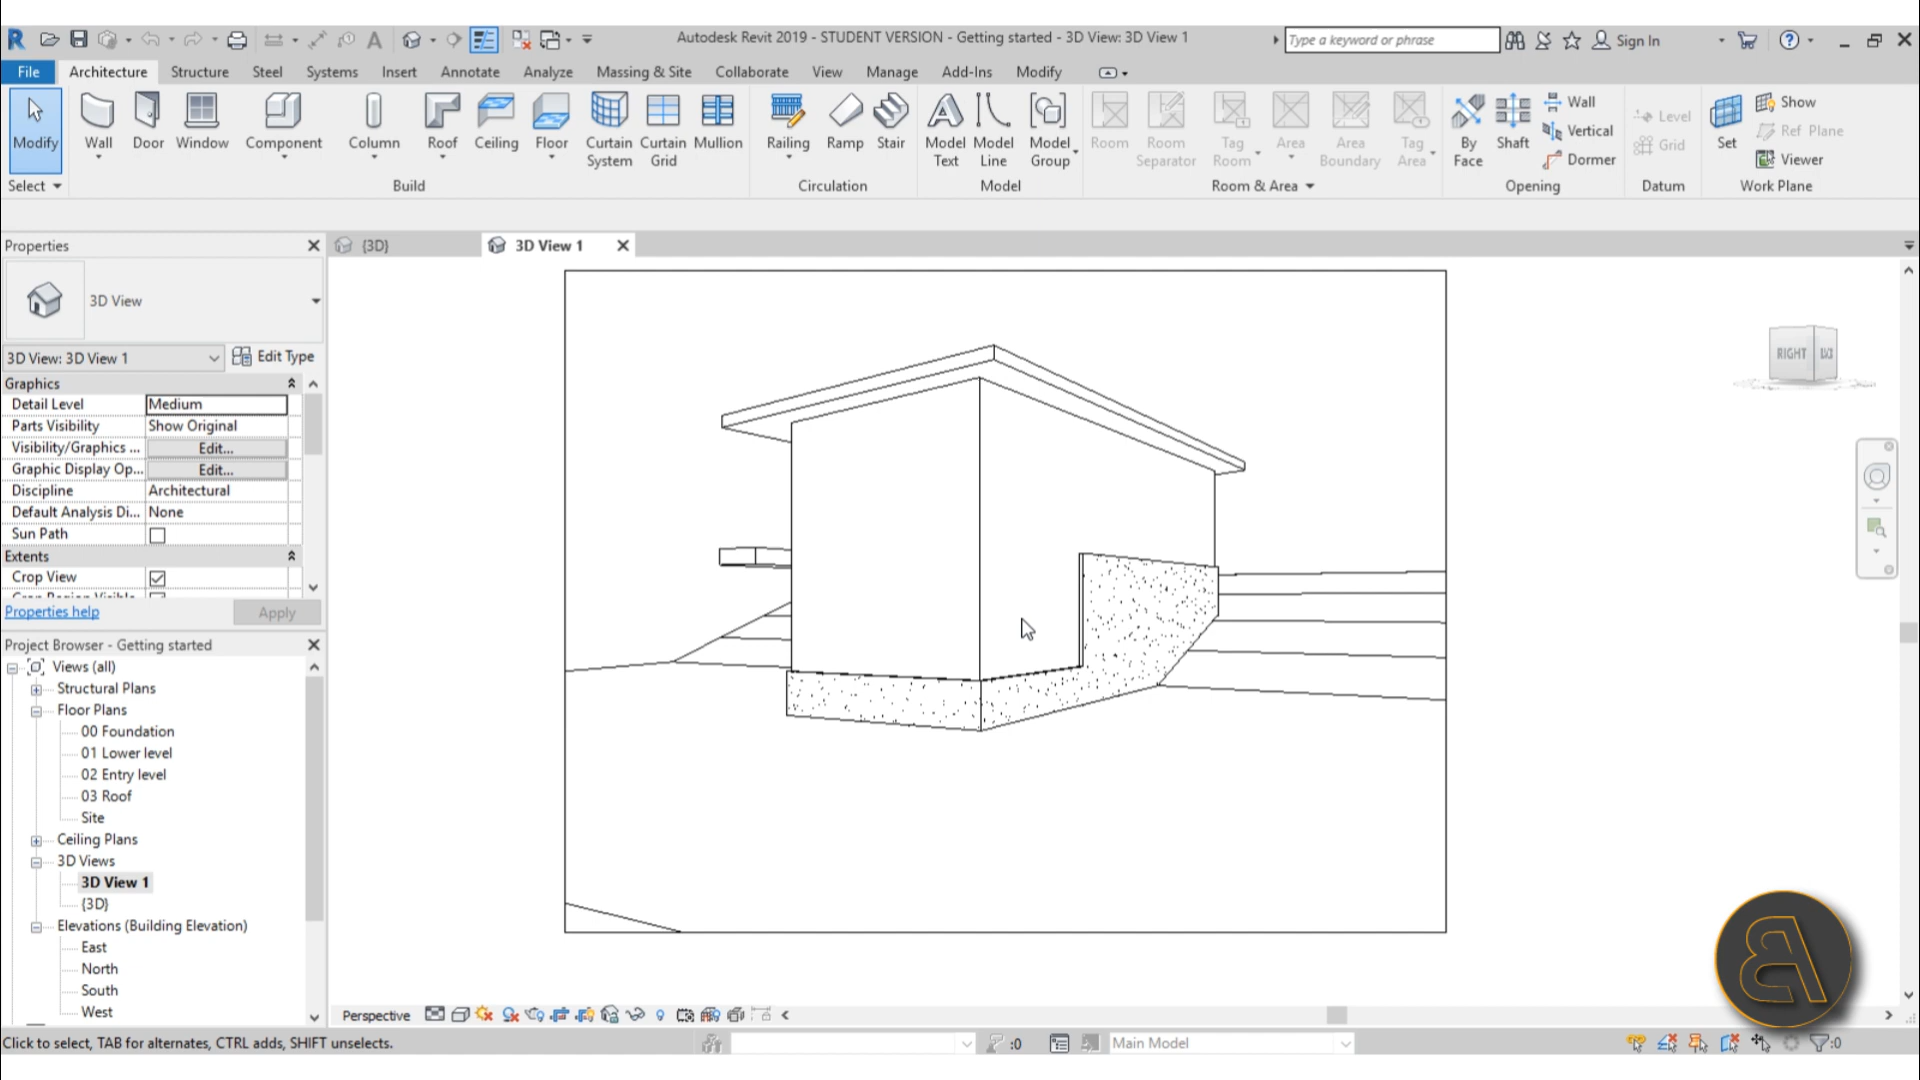 Autodesk Revit 2019 - STUDENT VERSION - Getting started - 3D View: 3D View 1
Type a keyword or phrase
Sign In
File Architecture Structure Steel Systems Insert Annotate Analyze Massing & Site Collaborate View Manage Add-Ins Modify
Modify Wall Door Window Component Column Roof Ceiling Floor Curtain System Curtain Grid Mullion Railing Ramp Stair Model Text Model Line Model Group Room Room Separator Tag Room Area Area Boundary Tag Area By Face Shaft Wall Vertical Dormer Level Grid Set Show Ref Plane Viewer
Select Build Circulation Model Room & Area Opening Datum Work Plane
Properties
{3D}
3D View 1
3D View
3D View: 3D View 1
Edit Type
Graphics
Detail Level Medium
Parts Visibility Show Original
Visibility/Graphics ... Edit...
Graphic Display Op... Edit...
Discipline Architectural
Default Analysis Di... None
Sun Path
Extents
Crop View
Properties help
Apply
Project Browser - Getting started
Views (all)
Structural Plans
Floor Plans
00 Foundation
01 Lower level
02 Entry level
03 Roof
Site
Ceiling Plans
3D Views
3D View 1
{3D}
Elevations (Building Elevation)
East
North
South
West
RIGHT
Perspective
Click to select, TAB for alternates, CTRL adds, SHIFT unselects.
:0
Main Model
:0